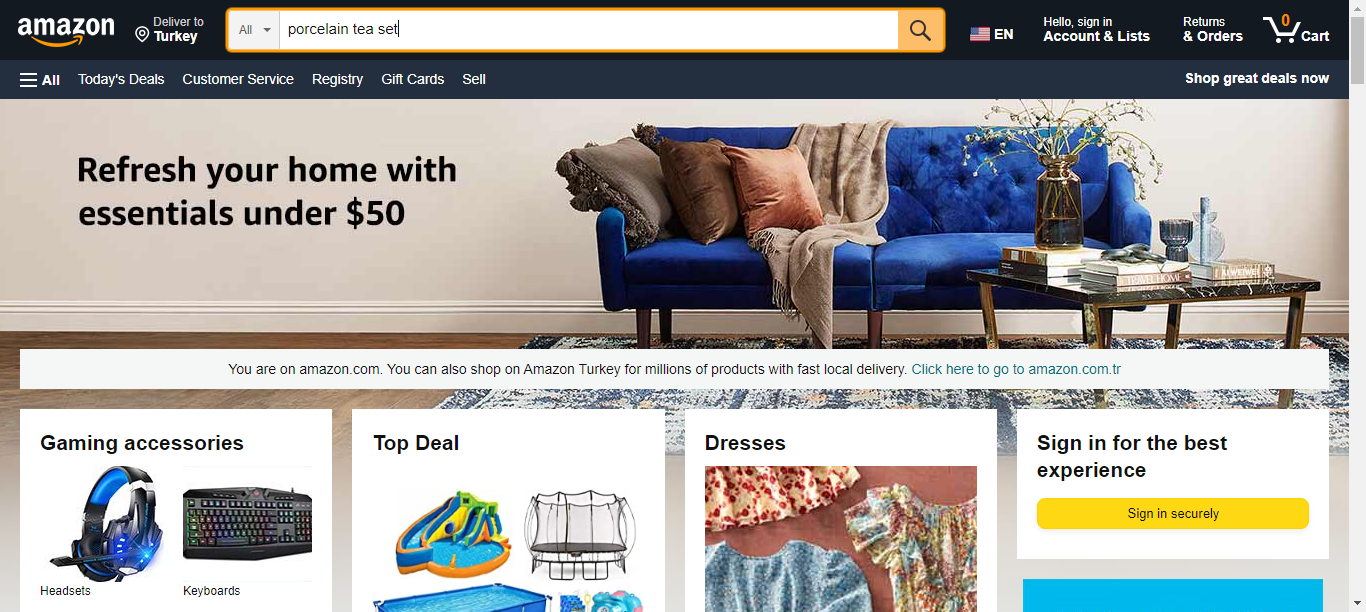 amazon
Deliver to
Turkey
All
porcelain tea set
EN
Hello, sign in
Account & Lists
Returns
& Orders
0
Cart
All
Today's Deals
Customer Service
Registry
Gift Cards
Sell
Shop great deals now
Refresh your home with
essentials under $50
You are on amazon.com. You can also shop on Amazon Turkey for millions of products with fast local delivery. Click here to go to amazon.com.tr
Gaming accessories
Headsets
Keyboards
Top Deal
Dresses
Sign in for the best
experience
Sign in securely